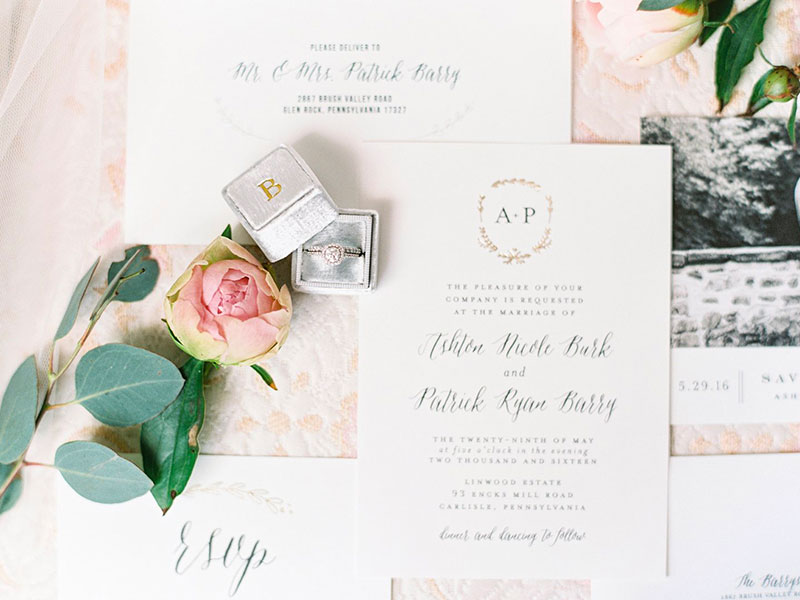 PLEASE DELIVER TO
Mr. & Mrs. Patrick Barry
2867 BRUSH VALLEY ROAD
GLEN ROCK, PENNSYLVANIA 17327
B
A·P
THE PLEASURE OF YOUR
COMPANY IS REQUESTED
AT THE MARRIAGE OF
Ashton Nicole Burk
and
Patrick Ryan Barry
THE TWENTY-NINTH OF MAY
at five o'clock in the evening
TWO THOUSAND AND SIXTEEN
LINWOOD ESTATE
93 ENCKS MILL ROAD
CARLISLE, PENNSYLVANIA
dinner and dancing to follow
5.29.16
SAV
ASH
rsvp
The Barrys